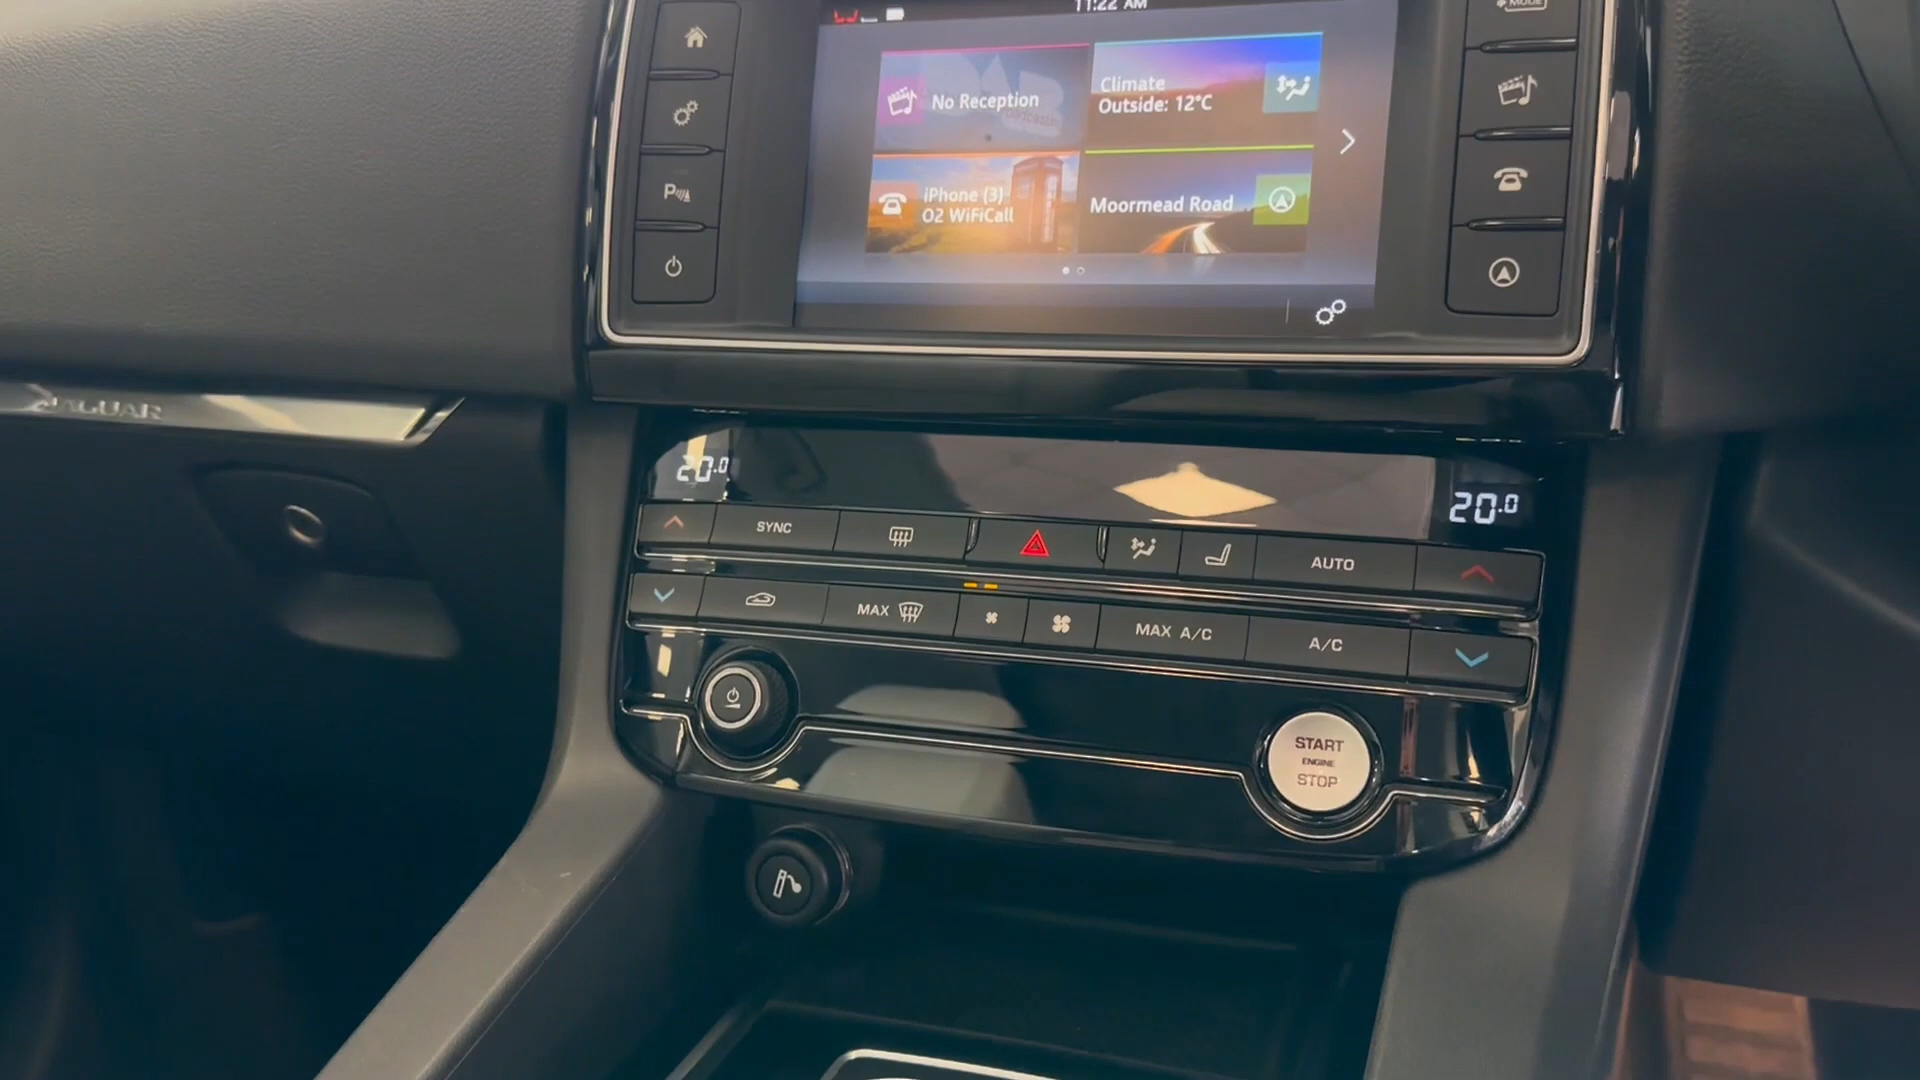 11:22 AM
MODE
No Reception
Climate
Outside: 12°C
iPhone (3)
O2 WiFiCall
Moormead Road
P
JAGUAR
20.0
20.0
SYNC
AUTO
MAX
MAX A/C
A/C
START
ENGINE
STOP